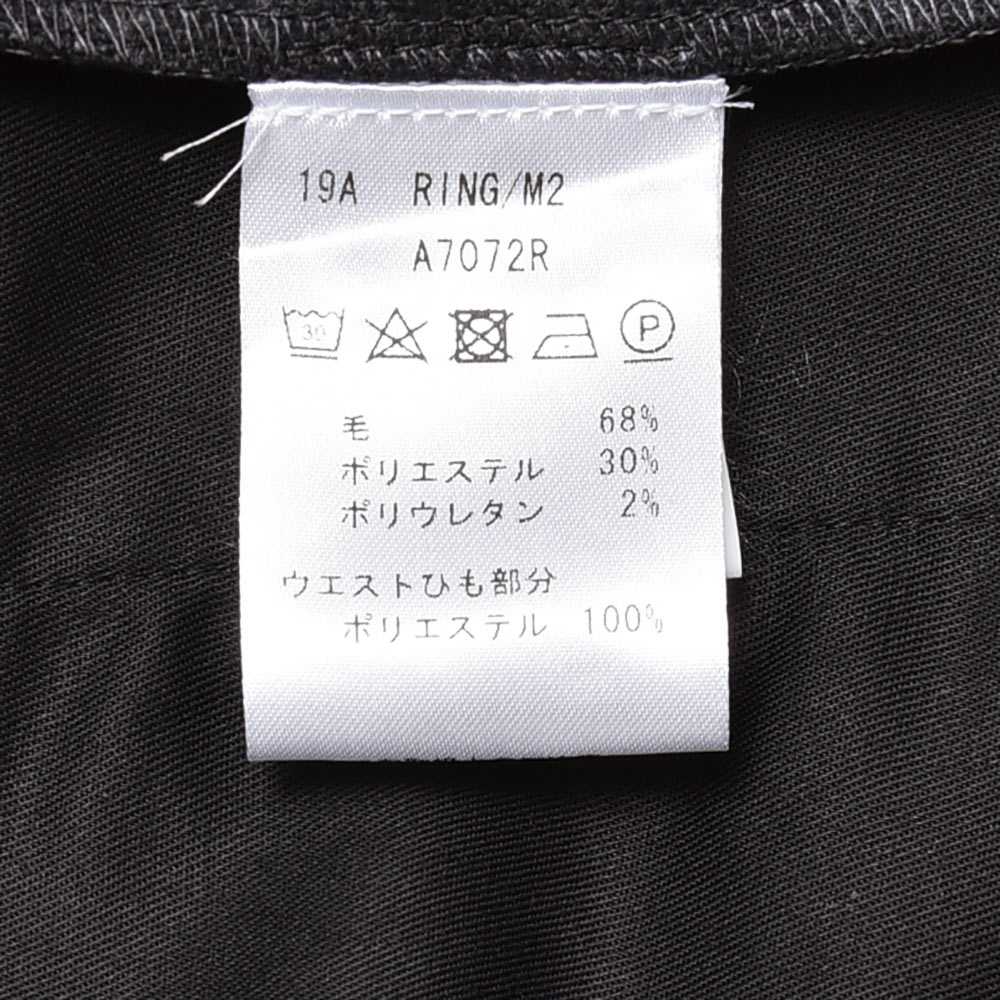 19A RING/M2
A7072R
30 P
毛 68%
ポリエステル 30%
ポリウレタン 2%
ウエストひも部分
ポリエステル 100%